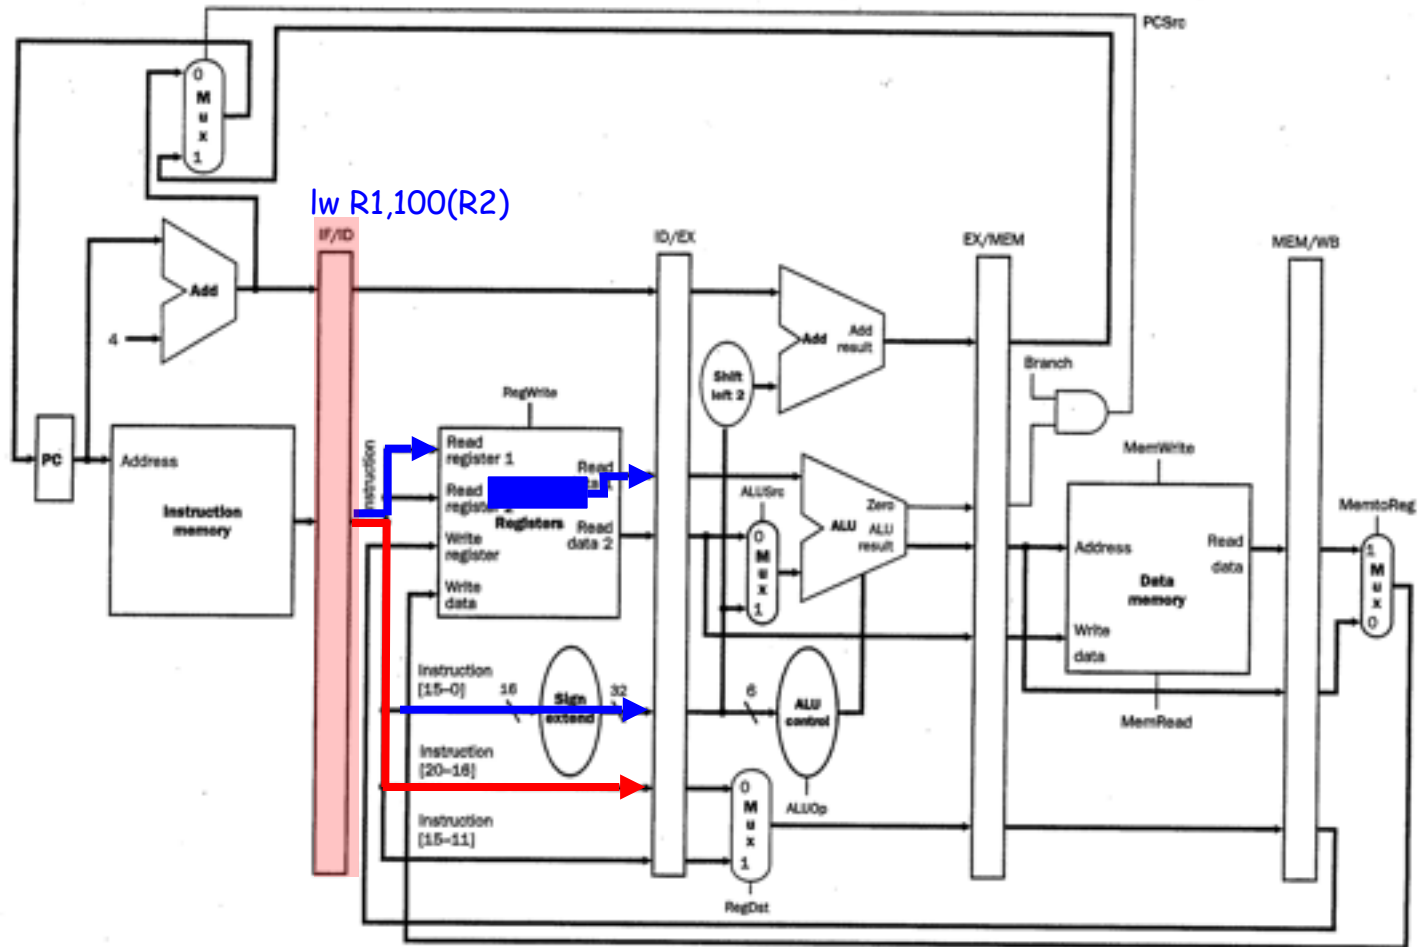 PCSrc
0
M
u
x
1
lw R1,100(R2)
IF/ID
ID/EX
EX/MEM
MEM/WB
Add
4
Add
Add
result
Shift
left 2
Branch
RegWrite
PC
Address
Instruction
memory
Read
register 1
Read
Write
register
Write
data
Registers
Read
Read
data 2
ALUSrc
0
M
u
x
1
Zero
ALU
ALU
result
MemWrite
Address
Read
data
Data
memory
Write
data
MemRead
MemtoReg
1
M
u
x
0
Instruction
[15–0]
16
Sign
extend
32
6
ALU
control
ALUOp
Instruction
[20–16]
Instruction
[15–11]
0
M
u
x
1
RegDst